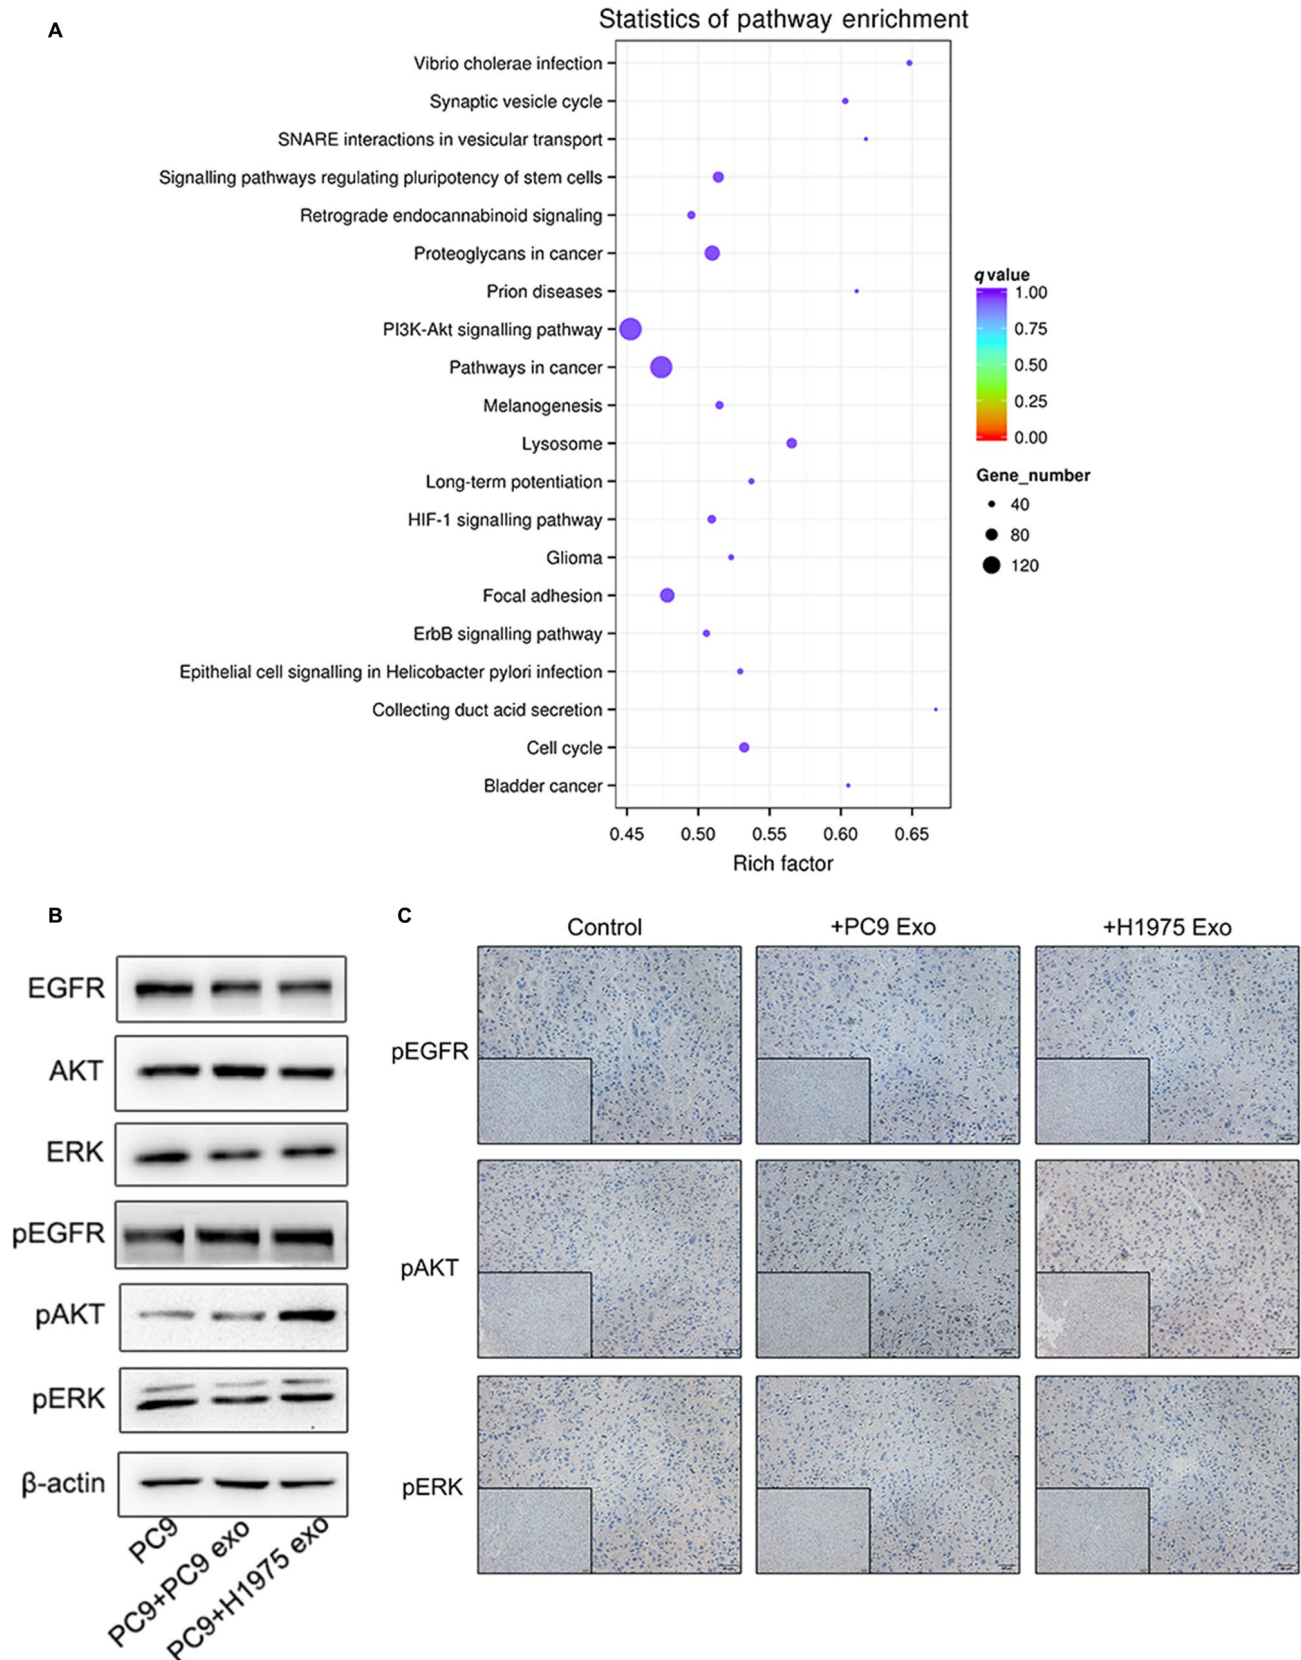 A
Statistics of pathway enrichment
Vibrio cholerae infection
Synaptic vesicle cycle
SNARE interactions in vesicular transport
Signalling pathways regulating pluripotency of stem cells
Retrograde endocannabinoid signaling
Proteoglycans in cancer
Prion diseases
PI3K-Akt signalling pathway
Pathways in cancer
Melanogenesis
Lysosome
Long-term potentiation
HIF-1 signalling pathway
Glioma
Focal adhesion
ErbB signalling pathway
Epithelial cell signalling in Helicobacter pylori infection
Collecting duct acid secretion
Cell cycle
Bladder cancer
0.45 0.50 0.55 0.60 0.65
Rich factor
q value
1.00
0.75
0.50
0.25
0.00
Gene_number
40
80
120
B
EGFR
AKT
ERK
pEGFR
pAKT
pERK
β-actin
PC9
PC9+PC9 exo
PC9+H1975 exo
C
Control +PC9 Exo +H1975 Exo
pEGFR
pAKT
pERK